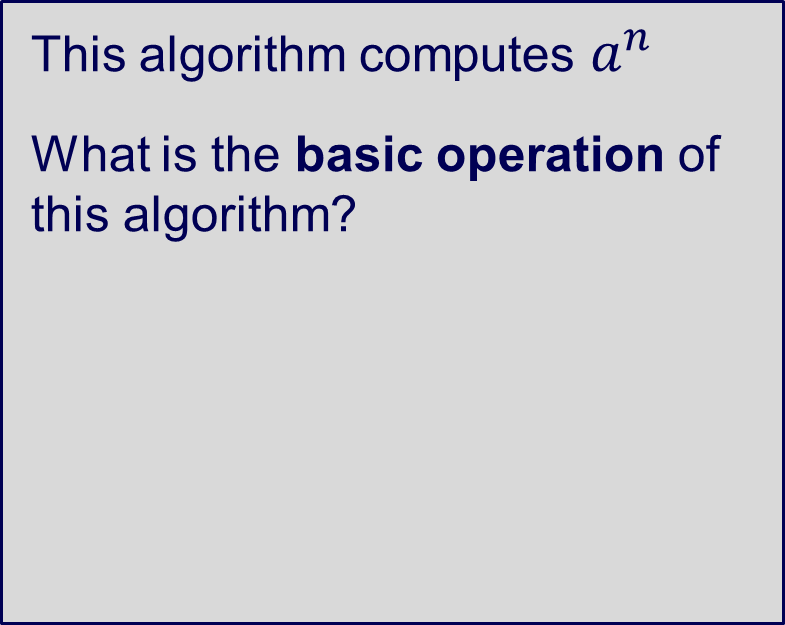 This algorithm computes aⁿ
What is the basic operation of
this algorithm?